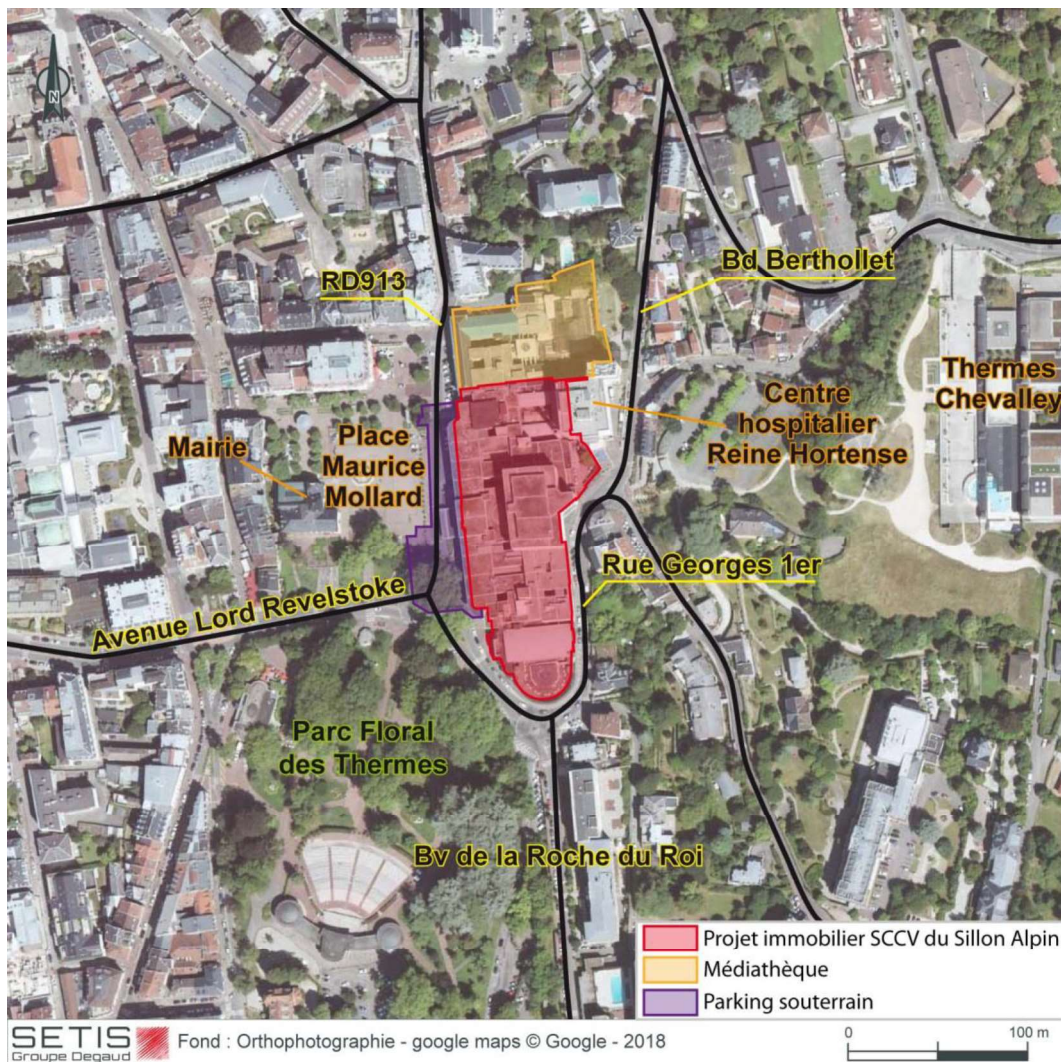 N
RD913
Bd Berthollet
Thermes
Chevalley
Centre
hospitalier
Reine Hortense
Mairie
Place
Maurice
Mollard
Rue Georges 1er
Avenue Lord Revelstoke
Parc Floral
des Thermes
Bv de la Roche du Roi
Projet immobilier SCCV du Sillon Alpin
Médiathèque
Parking souterrain
SETIS
Groupe Degaud
Fond : Orthophotographie - google maps © Google - 2018
0 100 m